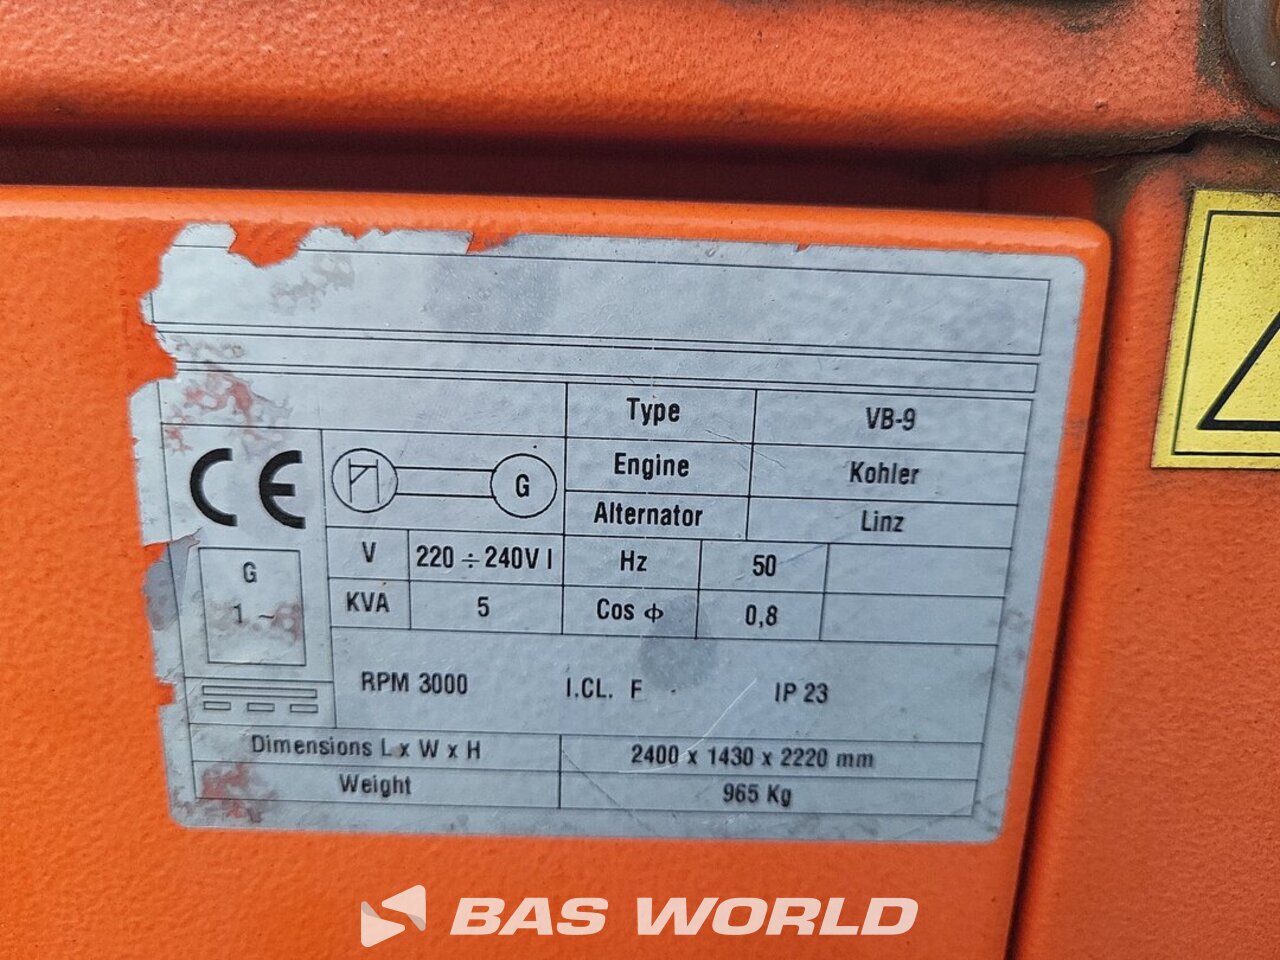 Type VB-9
Engine Kohler
CE G
Alternator Linz
V 220 ÷ 240V I Hz 50
G
KVA 5 Cos ϕ 0,8
1 ~
RPM 3000 I.CL. F IP 23
Dimensions L x W x H 2400 x 1430 x 2220 mm
Weight 965 Kg
BAS WORLD